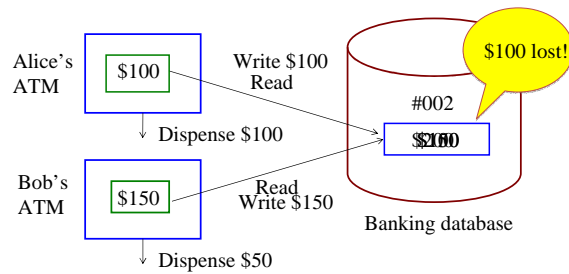 Alice's
ATM
$100
Write $100
Read
Dispense $100
Bob's
ATM
$150
Read
Write $150
Dispense $50
#002
$100 lost!
Banking database